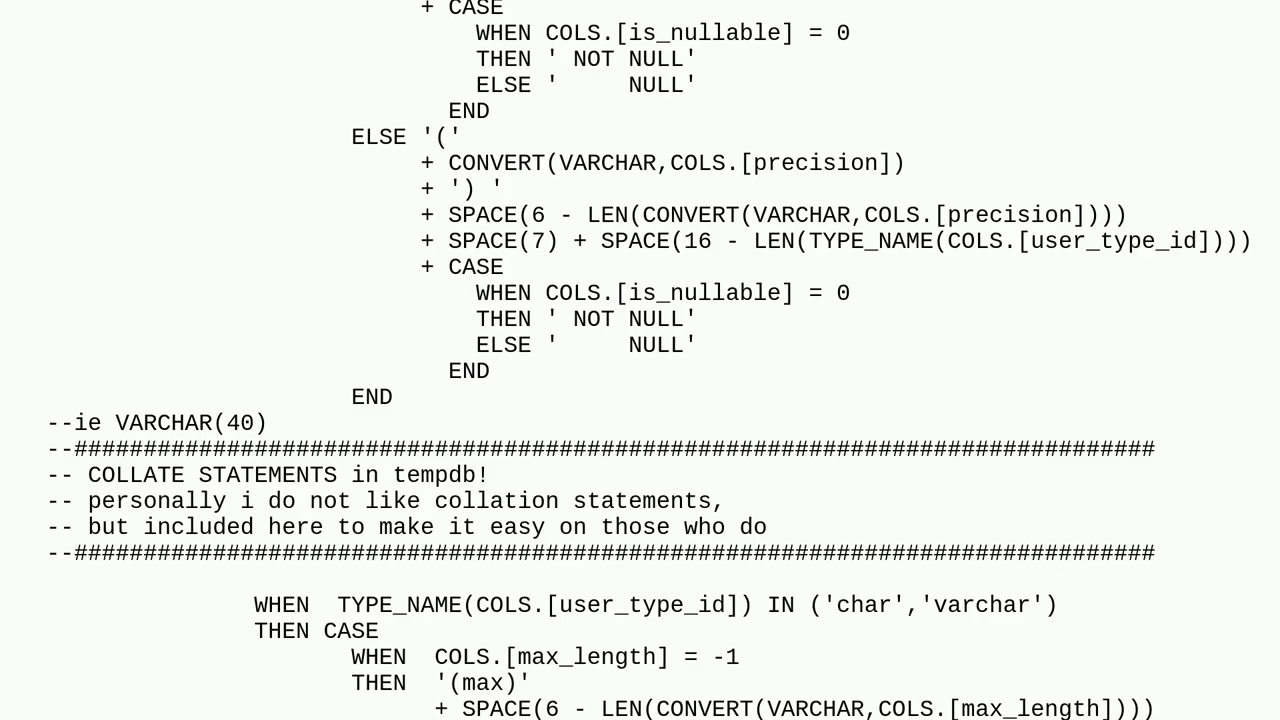 + CASE
WHEN COLS.[is_nullable] = 0
THEN ' NOT NULL'
ELSE '     NULL'
END
ELSE '('
+ CONVERT(VARCHAR,COLS.[precision])
+ ') '
+ SPACE(6 - LEN(CONVERT(VARCHAR,COLS.[precision])))
+ SPACE(7) + SPACE(16 - LEN(TYPE_NAME(COLS.[user_type_id])))
+ CASE
WHEN COLS.[is_nullable] = 0
THEN ' NOT NULL'
ELSE '     NULL'
END
END
--ie VARCHAR(40)
--##############################################################################
-- COLLATE STATEMENTS in tempdb!
-- personally i do not like collation statements,
-- but included here to make it easy on those who do
--##############################################################################
WHEN  TYPE_NAME(COLS.[user_type_id]) IN ('char','varchar')
THEN CASE
WHEN  COLS.[max_length] = -1
THEN  '(max)'
+ SPACE(6 - LEN(CONVERT(VARCHAR,COLS.[max_length])))